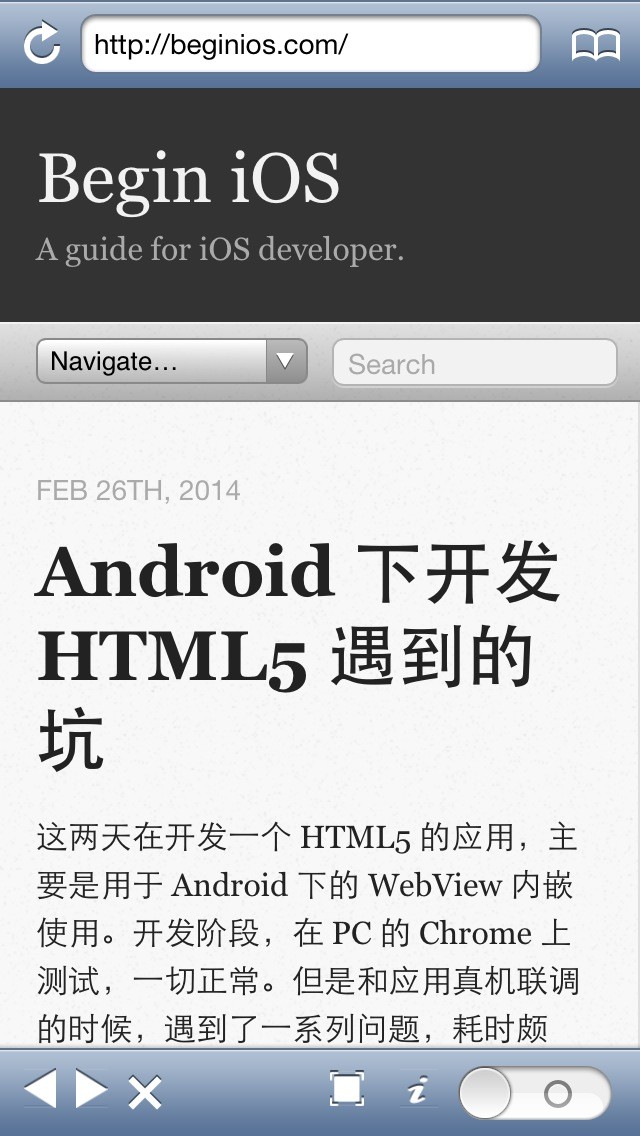 http://beginios.com/
Begin iOS
A guide for iOS developer.
Navigate...
Search
FEB 26TH, 2014
Android 下开发
HTML5 遇到的
坑
这两天在开发一个 HTML5 的应用，主
要是用于 Android 下的 WebView 内嵌
使用。开发阶段，在 PC 的 Chrome 上
测试，一切正常。但是和应用真机联调
的时候，遇到了一系列问题，耗时颇